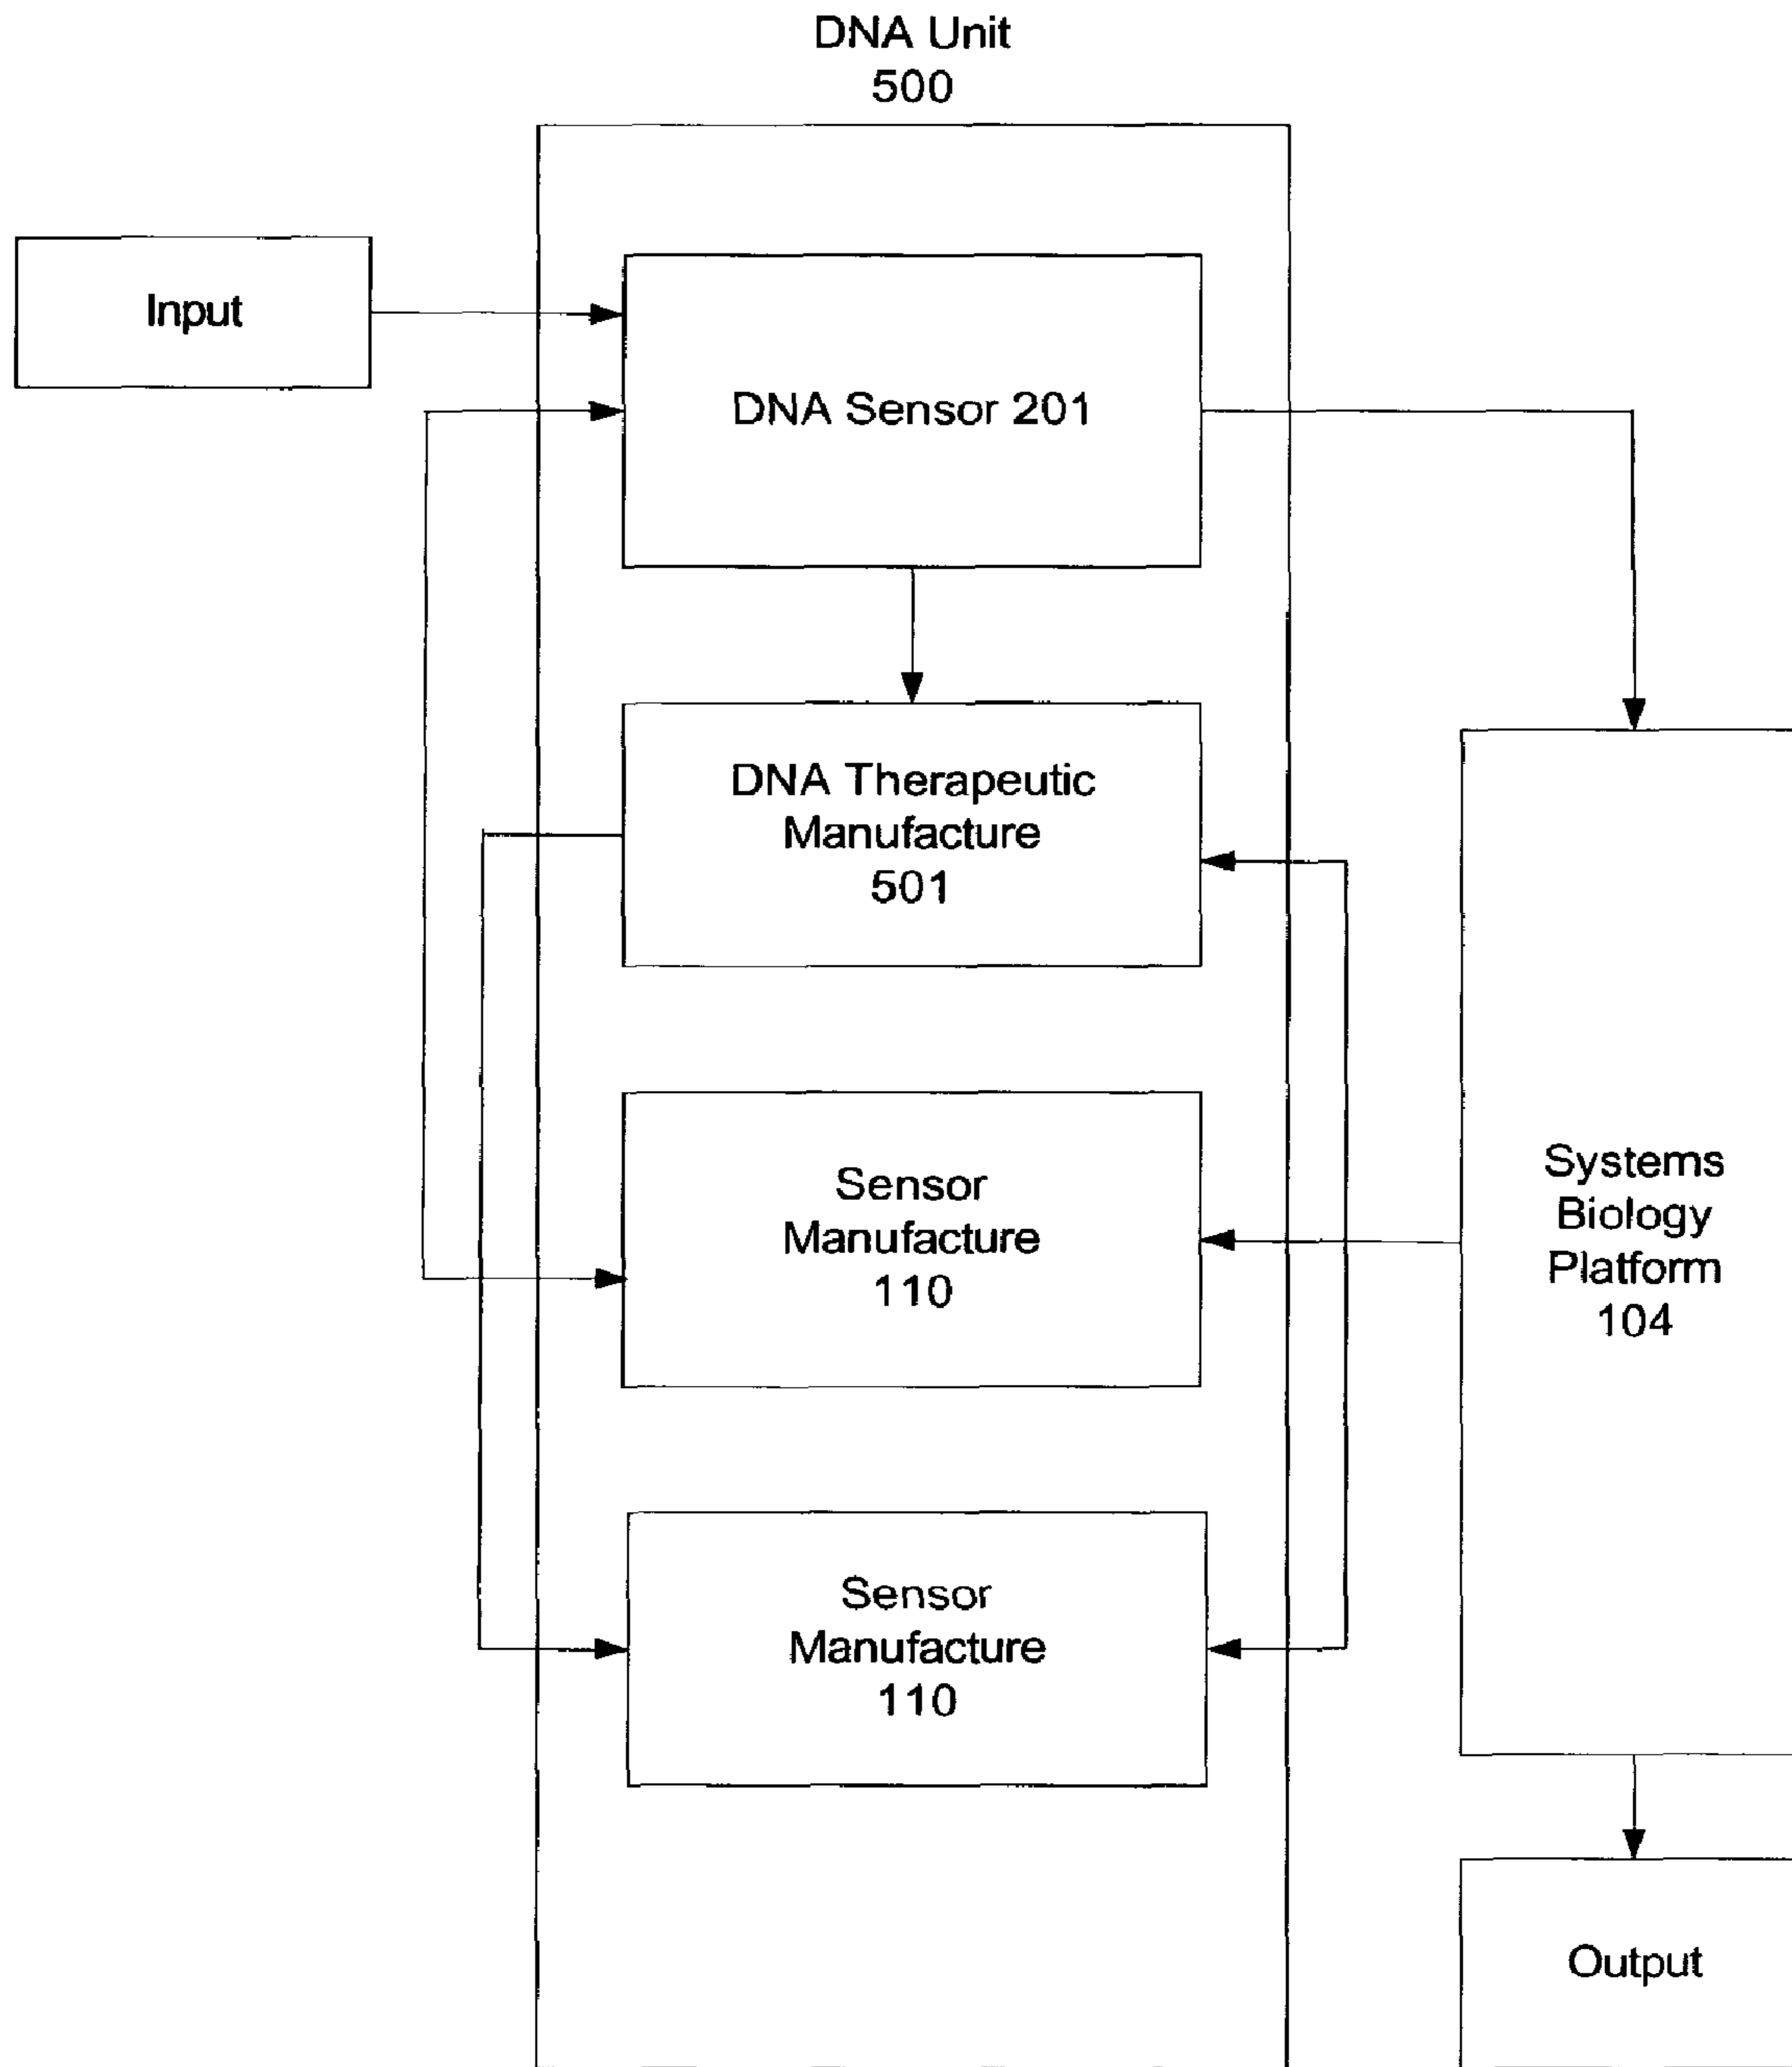 DNA Unit
500
Input
DNA Sensor 201
DNA Therapeutic
Manufacture
501
Sensor
Manufacture
110
Systems
Biology
Platform
104
Sensor
Manufacture
110
Output